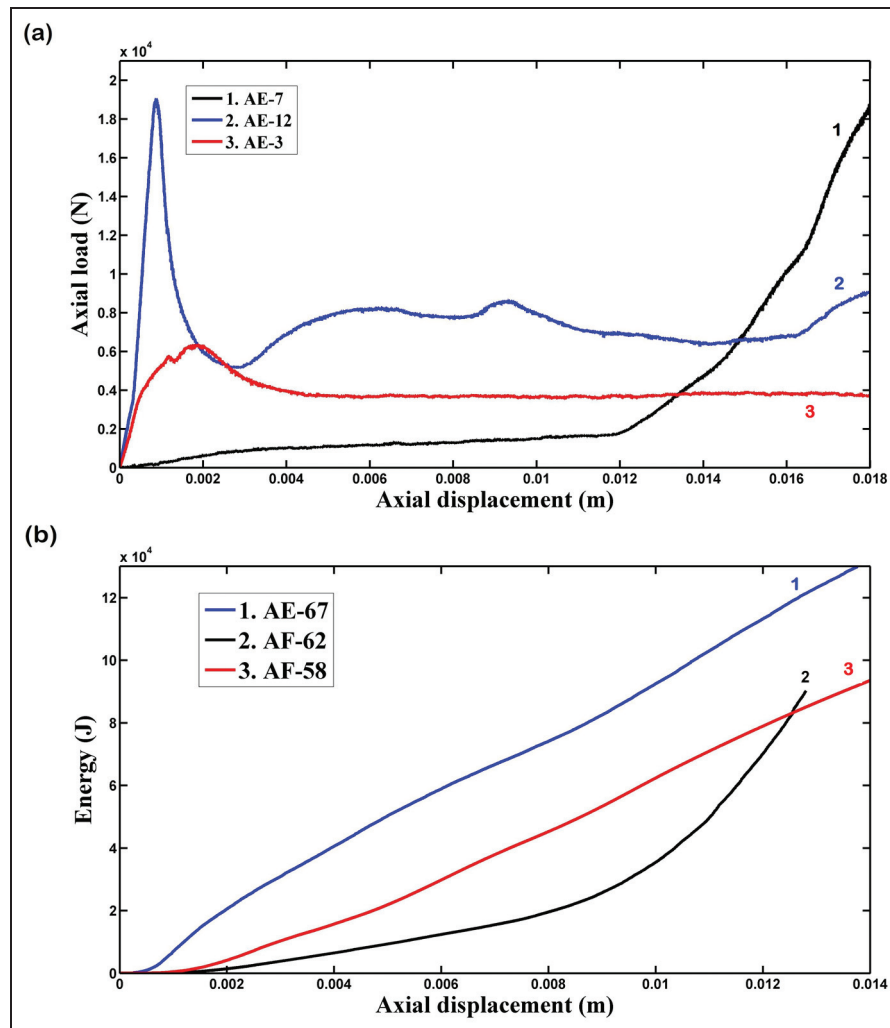 (a)
x 10⁴
2
1.8
1.6
1.4
1.2
1
0.8
0.6
0.4
0.2
0
Axial load (N)
1. AE-7
2. AE-12
3. AE-3
1
2
3
0 0.002 0.004 0.006 0.008 0.01 0.012 0.014 0.016 0.018
Axial displacement (m)
(b)
x 10⁴
12
10
8
6
4
2
0
Energy (J)
1. AE-67
2. AF-62
3. AF-58
1
2
3
0 0.002 0.004 0.006 0.008 0.01 0.012 0.014
Axial displacement (m)